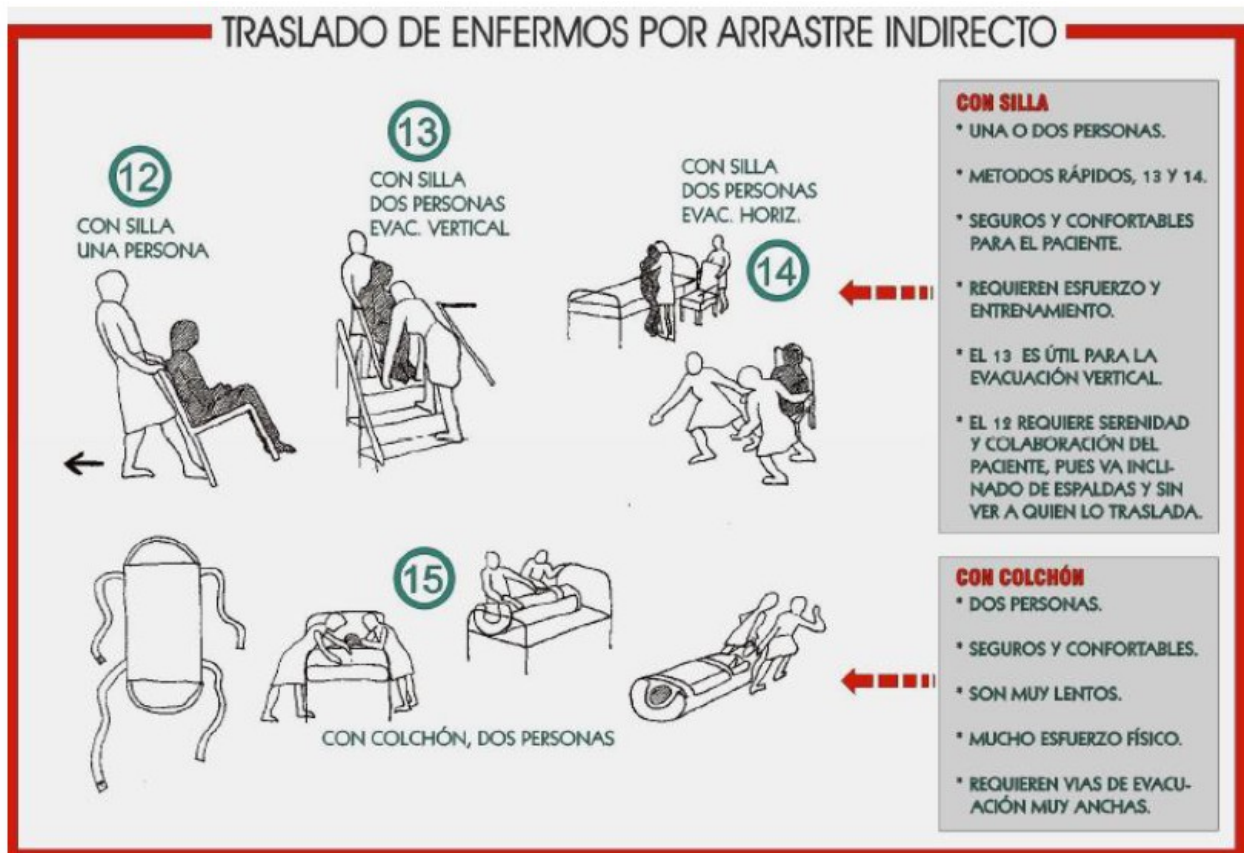 TRASLADO DE ENFERMOS POR ARRASTRE INDIRECTO
12
CON SILLA
UNA PERSONA
13
CON SILLA
DOS PERSONAS
EVAC. VERTICAL
CON SILLA
DOS PERSONAS
EVAC. HORIZ.
14
CON SILLA
* UNA O DOS PERSONAS.
* METODOS RÁPIDOS, 13 Y 14.
* SEGUROS Y CONFORTABLES
PARA EL PACIENTE.
* REQUIEREN ESFUERZO Y
ENTRENAMIENTO.
* EL 13 ES ÚTIL PARA LA
EVACUACIÓN VERTICAL.
* EL 12 REQUIERE SERENIDAD
Y COLABORACIÓN DEL
PACIENTE, PUES VA INCLI-
NADO DE ESPALDAS Y SIN
VER A QUIEN LO TRASLADA.
15
CON COLCHÓN, DOS PERSONAS
CON COLCHÓN
* DOS PERSONAS.
* SEGUROS Y CONFORTABLES.
* SON MUY LENTOS.
* MUCHO ESFUERZO FÍSICO.
* REQUIEREN VIAS DE EVACU-
ACIÓN MUY ANCHAS.